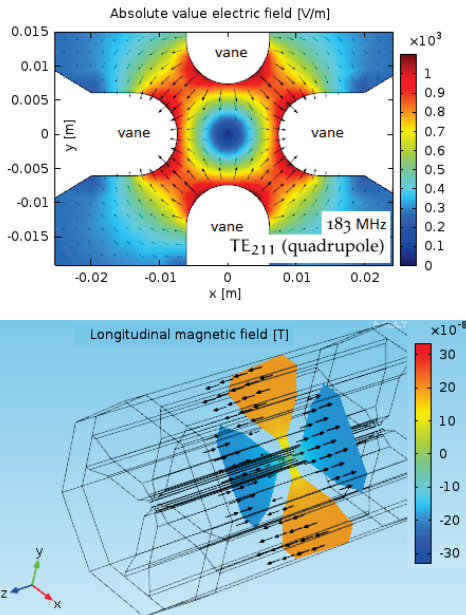 Absolute value electric field [V/m]
0.015
0.01
0.005
0
-0.005
-0.01
-0.015
y [m]
vane
vane
vane
vane
183 MHz
TE211 (quadrupole)
-0.02
-0.01
0
0.01
0.02
x [m]
×10³
1
0.9
0.8
0.7
0.6
0.5
0.4
0.3
0.2
0.1
0
Longitudinal magnetic field [T]
×10⁻⁸
30
20
10
0
-10
-20
-30
y
z
x